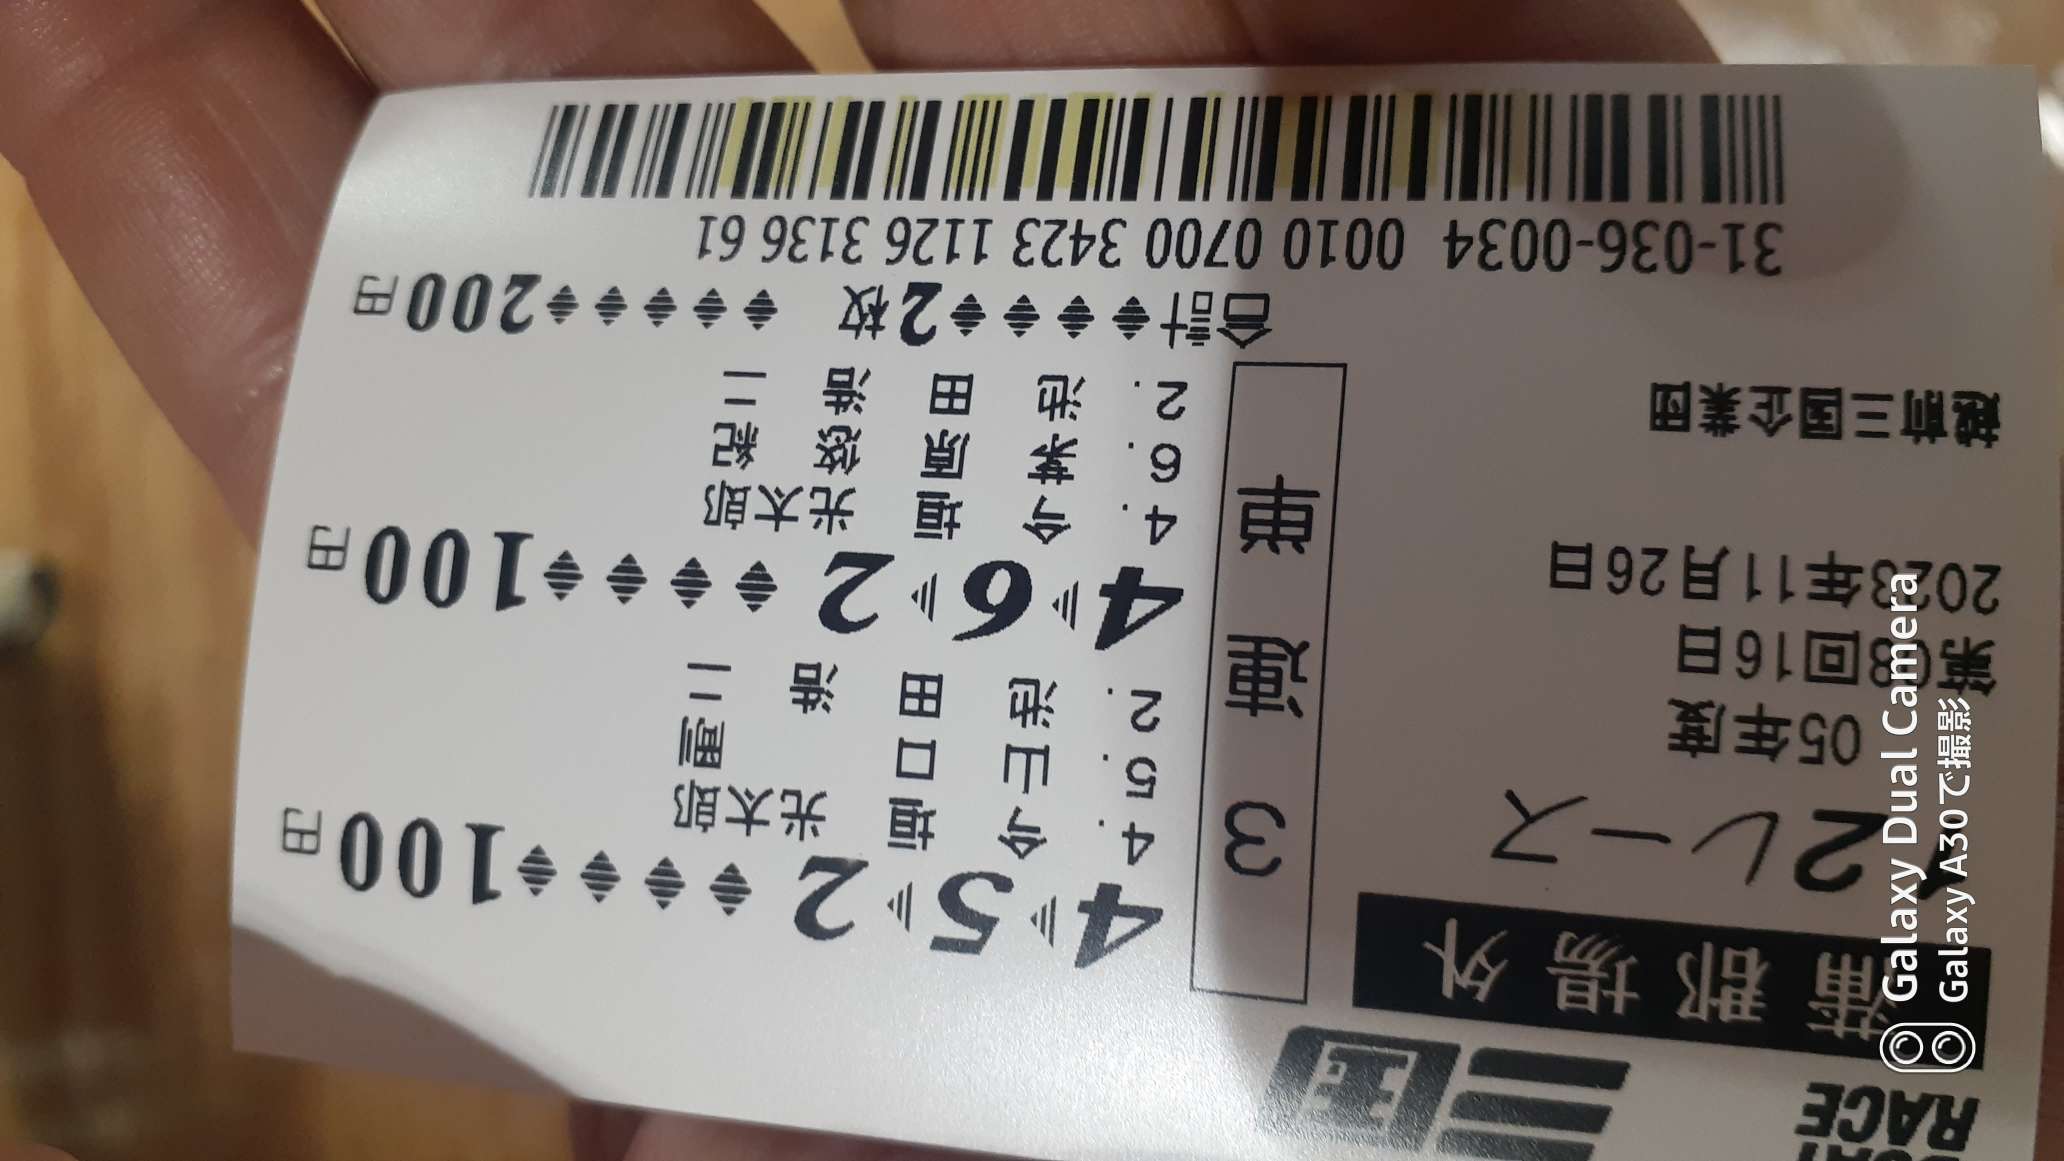 BOAT
RACE
三国
蒲郡場外
12レース
05年度
第08回16日
2023年11月26日
越前三国企業団
3連単
4▷5▷2◆◆◆◆100円
4. 今垣 光太郎
5. 山口 剛
2. 池田 浩二
4▷6▷2◆◆◆◆100円
4. 今垣 光太郎
6. 茅原 悠紀
2. 池田 浩二
合計◆◆◆◆2枚 ◆◆◆◆◆200円
31-036-0034 0010 0700 3423 1126 3136 61
Galaxy Dual Camera
Galaxy A30で撮影